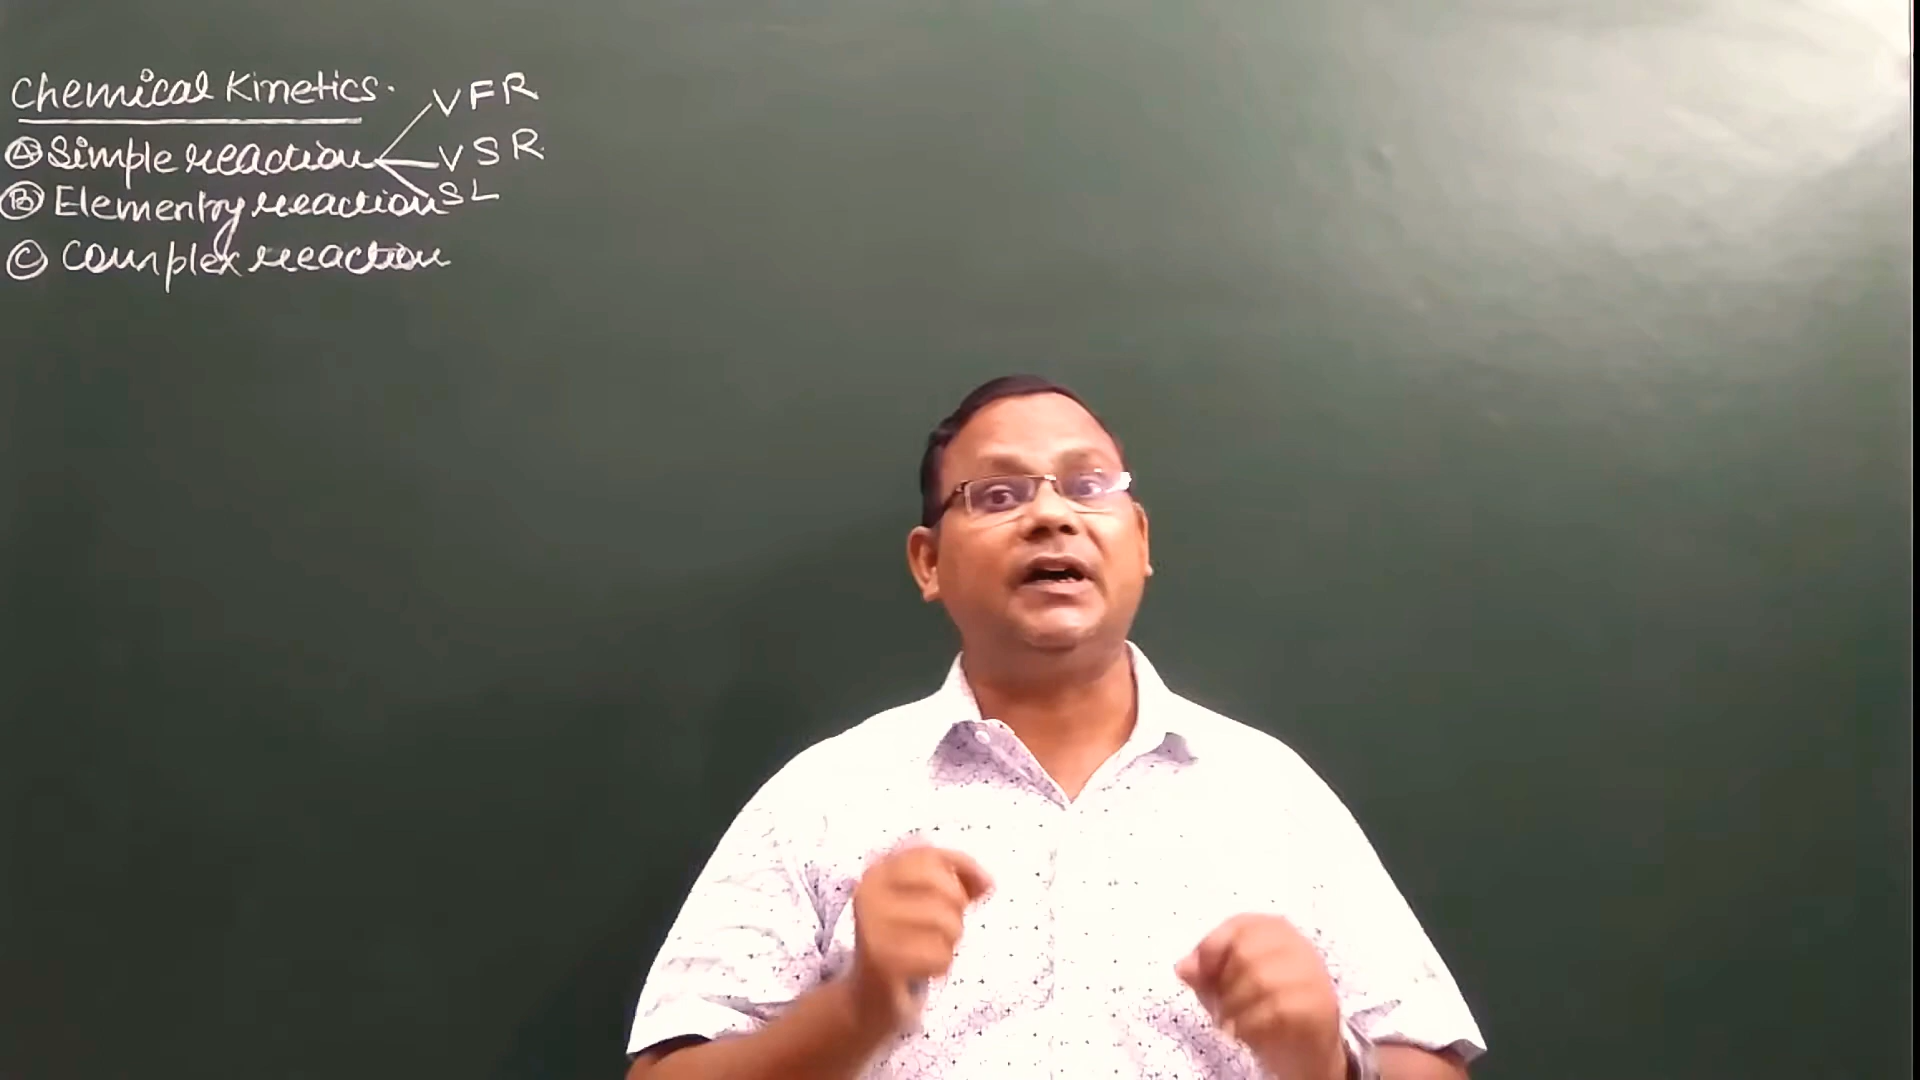 Chemical Kinetics.
VFR
Ⓐ Simple reaction VSR
Ⓑ Elementry reaction SL
Ⓒ Complex reaction